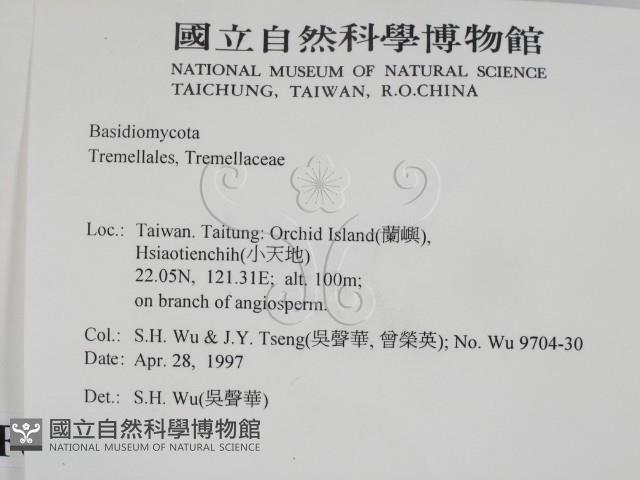 國立自然科學博物館
NATIONAL MUSEUM OF NATURAL SCIENCE
TAICHUNG, TAIWAN, R.O.CHINA
Basidiomycota
Tremellales, Tremellaceae
Loc.: Taiwan. Taitung: Orchid Island(蘭嶼),
Hsiaotienchih(小天地)
22.05N, 121.31E; alt. 100m;
on branch of angiosperm.
Col.: S.H. Wu & J.Y. Tseng(吳聲華, 曾榮英); No. Wu 9704-30
Date: Apr. 28, 1997
Det.: S.H. Wu(吳聲華)
國立自然科學博物館
NATIONAL MUSEUM OF NATURAL SCIENCE